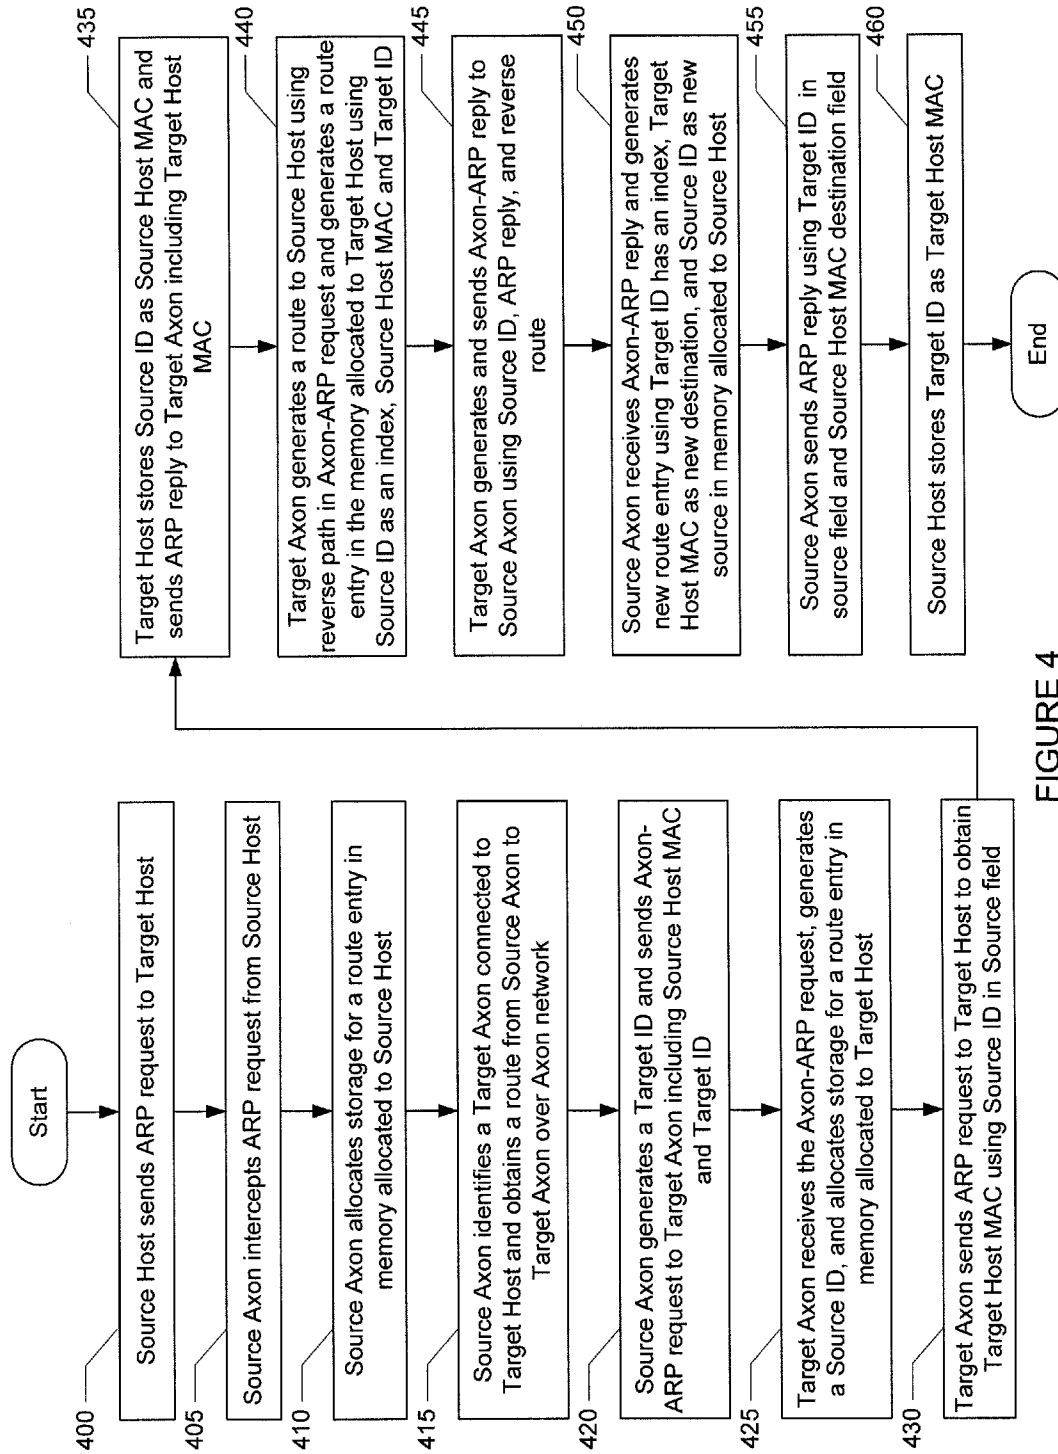 Start
400
Source Host sends ARP request to Target Host
405
Source Axon intercepts ARP request from Source Host
410
Source Axon allocates storage for a route entry in
memory allocated to Source Host
415
Source Axon identifies a Target Axon connected to
Target Host and obtains a route from Source Axon to
Target Axon over Axon network
420
Source Axon generates a Target ID and sends Axon-
ARP request to Target Axon including Source Host MAC
and Target ID
425
Target Axon receives the Axon-ARP request, generates
a Source ID, and allocates storage for a route entry in
memory allocated to Target Host
430
Target Axon sends ARP request to Target Host to obtain
Target Host MAC using Source ID in Source field
435
Target Host stores Source ID as Source Host MAC and
sends ARP reply to Target Axon including Target Host
MAC
440
Target Axon generates a route to Source Host using
reverse path in Axon-ARP request and generates a route
entry in the memory allocated to Target Host using
Source ID as an index, Source Host MAC and Target ID
445
Target Axon generates and sends Axon-ARP reply to
Source Axon using Source ID, ARP reply, and reverse
route
450
Source Axon receives Axon-ARP reply and generates
new route entry using Target ID has an index, Target
Host MAC as new destination, and Source ID as new
source in memory allocated to Source Host
455
Source Axon sends ARP reply using Target ID in
source field and Source Host MAC destination field
460
Source Host stores Target ID as Target Host MAC
End
FIGURE 4